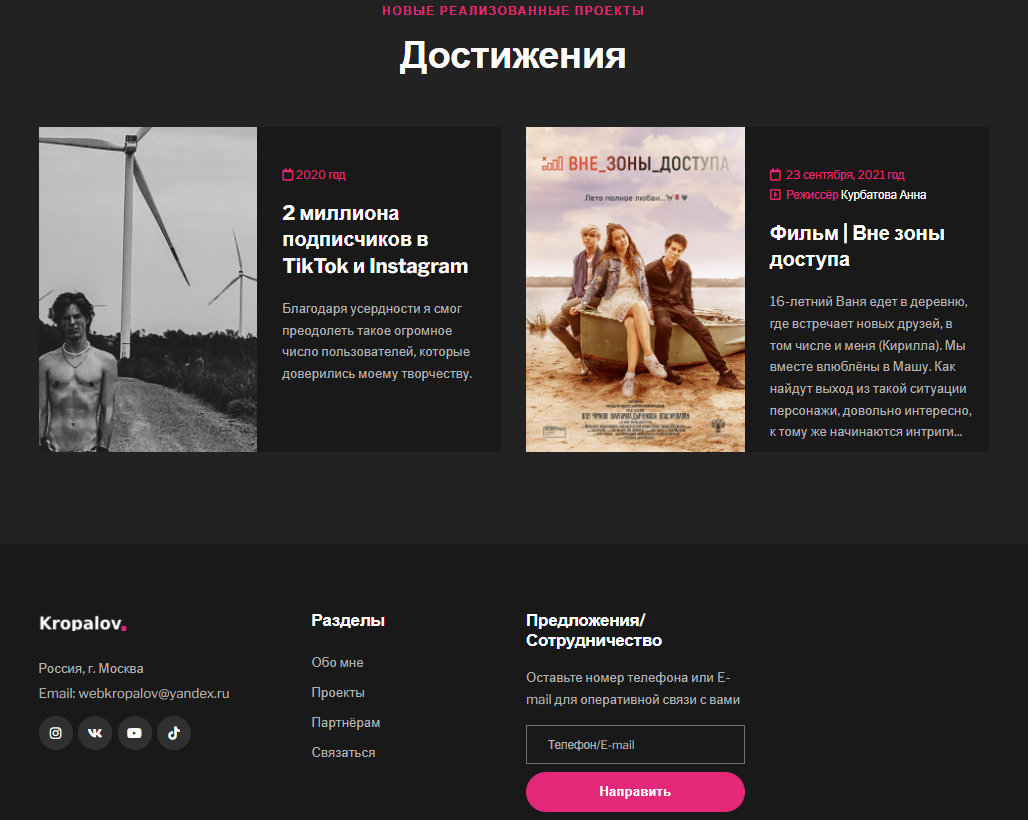 НОВЫЕ РЕАЛИЗОВАННЫЕ ПРОЕКТЫ
Достижения
2020 год
2 миллиона
подписчиков в
TikTok и Instagram
Благодаря усердности я смог
преодолеть такое огромное
число пользователей, которые
доверились моему творчеству.
ВНЕ_ЗОНЫ_ДОСТУПА
Лето полное любви...
23 сентября, 2021 год
Режиссёр Курбатова Анна
Фильм | Вне зоны
доступа
16-летний Ваня едет в деревню,
где встречает новых друзей, в
том числе и меня (Кирилла). Мы
вместе влюблёны в Машу. Как
найдут выход из такой ситуации
персонажи, довольно интересно,
к тому же начинаются интриги...
Kropalov.
Россия, г. Москва
Email: webkropalov@yandex.ru
Разделы
Обо мне
Проекты
Партнёрам
Связаться
Предложения/
Сотрудничество
Оставьте номер телефона или E-
mail для оперативной связи с вами
Телефон/E-mail
Направить